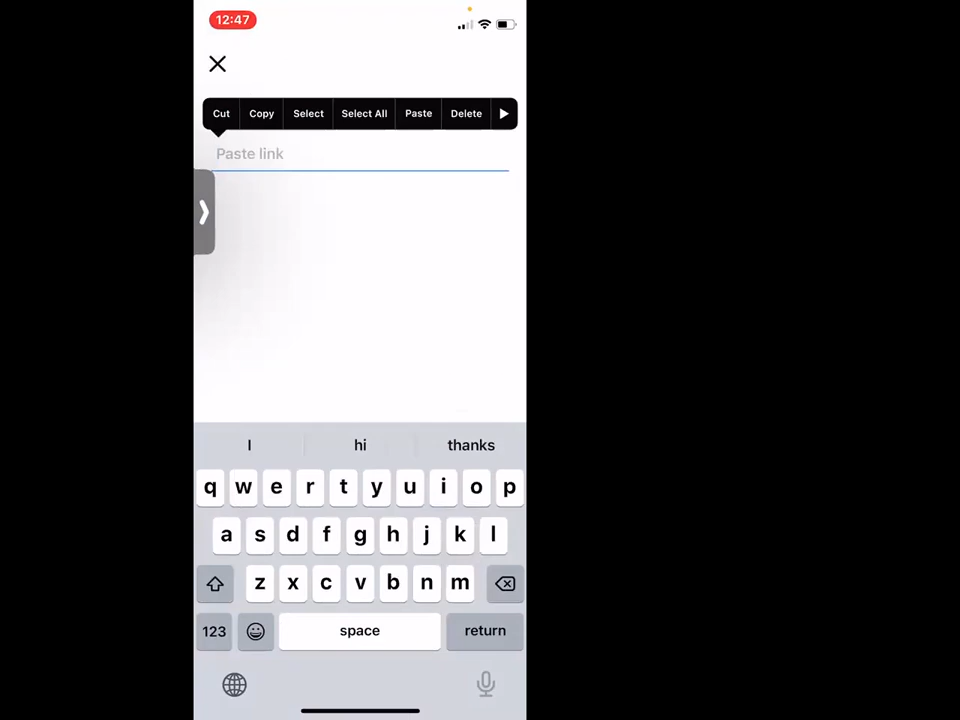 12:47
Cut Copy Select Select All Paste Delete
Paste link
I hi thanks
q w e r t y u i o p
a s d f g h j k l
z x c v b n m
123 space return